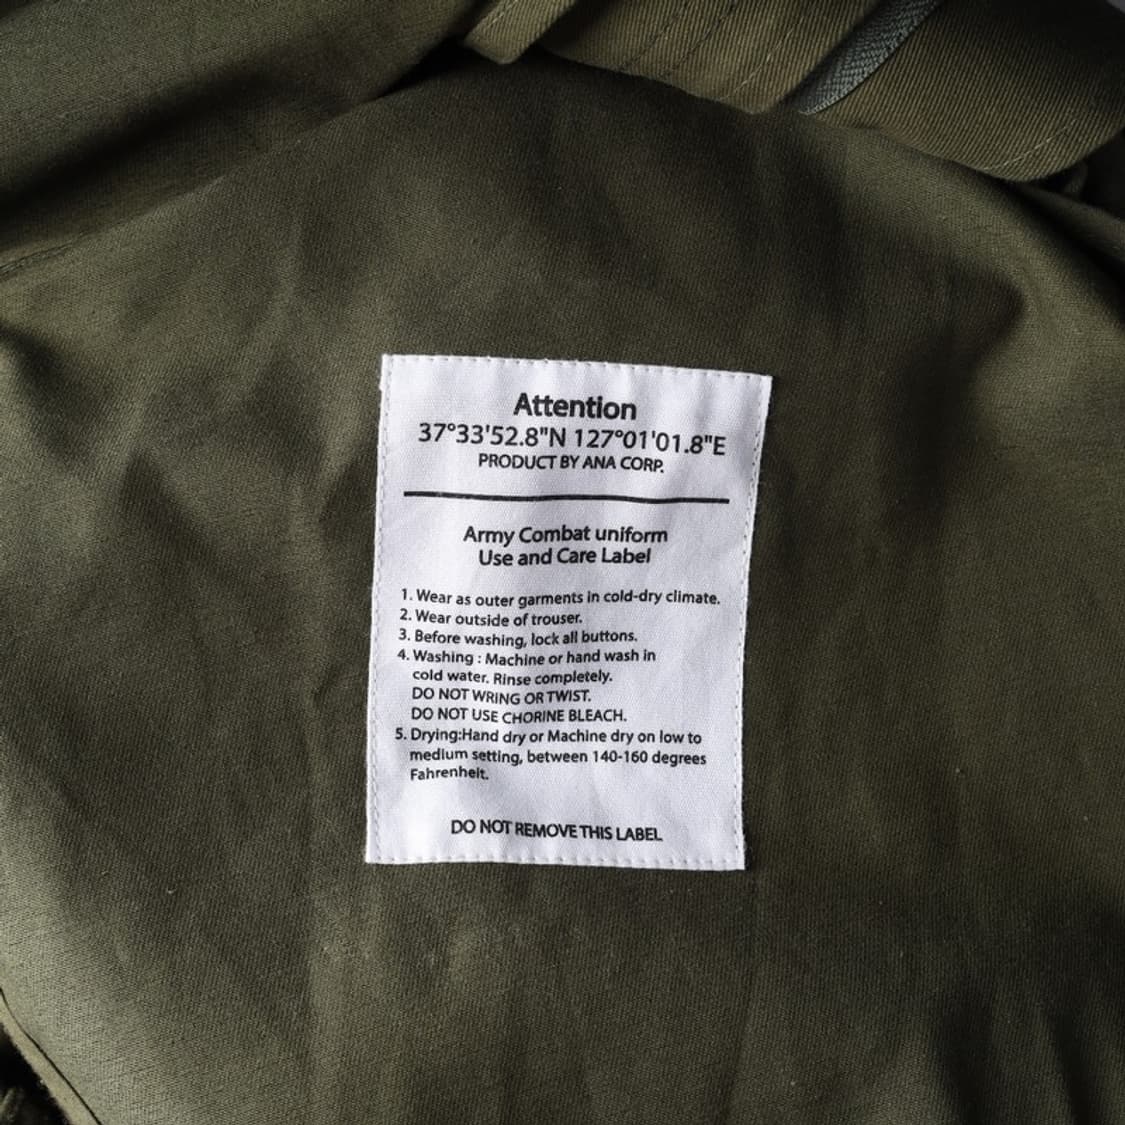 Attention
37°33'52.8"N 127°01'01.8"E
PRODUCT BY ANA CORP.
Army Combat uniform
Use and Care Label
1. Wear as outer garments in cold-dry climate.
2. Wear outside of trouser.
3. Before washing, lock all buttons.
4. Washing : Machine or hand wash in
cold water. Rinse completely.
DO NOT WRING OR TWIST.
DO NOT USE CHORINE BLEACH.
5. Drying:Hand dry or Machine dry on low to
medium setting, between 140-160 degrees
Fahrenheit.
DO NOT REMOVE THIS LABEL